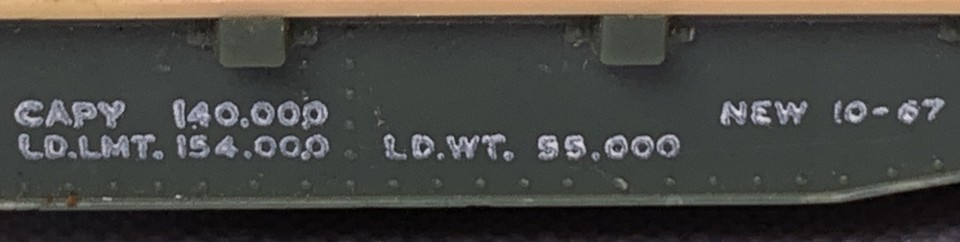 CAPY 140.000
LD.LMT. 154.000 LD.WT. 55.000
NEW 10-67